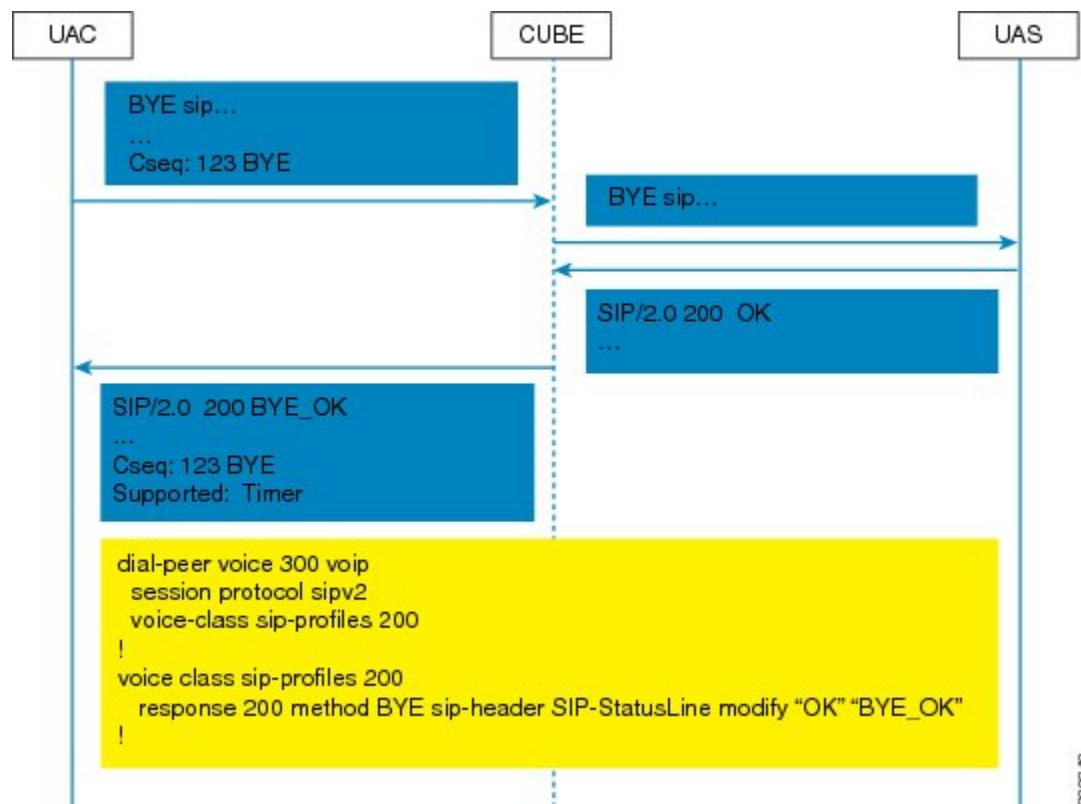 UAC
CUBE
UAS
BYE sip...
...
Cseq: 123 BYE
BYE sip...
SIP/2.0 200 OK
...
SIP/2.0 200 BYE_OK
...
Cseq: 123 BYE
Supported: Timer
dial-peer voice 300 voip
session protocol sipv2
voice-class sip-profiles 200
!
voice class sip-profiles 200
response 200 method BYE sip-header SIP-StatusLine modify “OK” “BYE_OK”
!